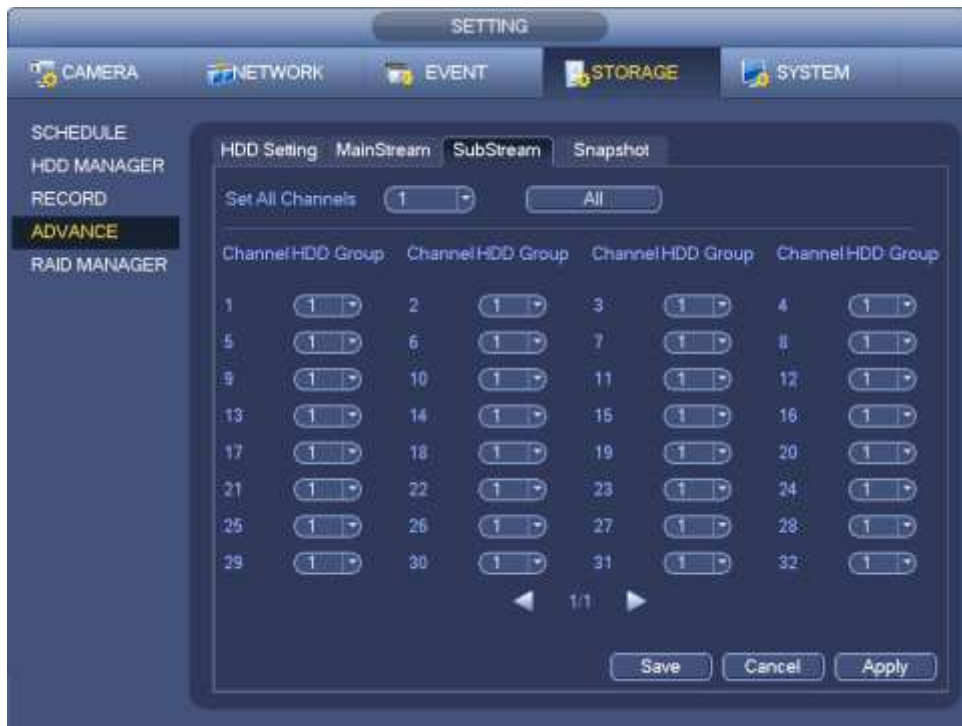 SETTING
CAMERA NETWORK EVENT STORAGE SYSTEM
SCHEDULE
HDD MANAGER
RECORD
ADVANCE
RAID MANAGER
HDD Setting MainStream SubStream Snapshot
Set All Channels 1 All
Channel HDD Group Channel HDD Group Channel HDD Group Channel HDD Group
1 1 2 1 3 1 4 1
5 1 6 1 7 1 8 1
9 1 10 1 11 1 12 1
13 1 14 1 15 1 16 1
17 1 18 1 19 1 20 1
21 1 22 1 23 1 24 1
25 1 26 1 27 1 28 1
29 1 30 1 31 1 32 1
1/1
Save Cancel Apply